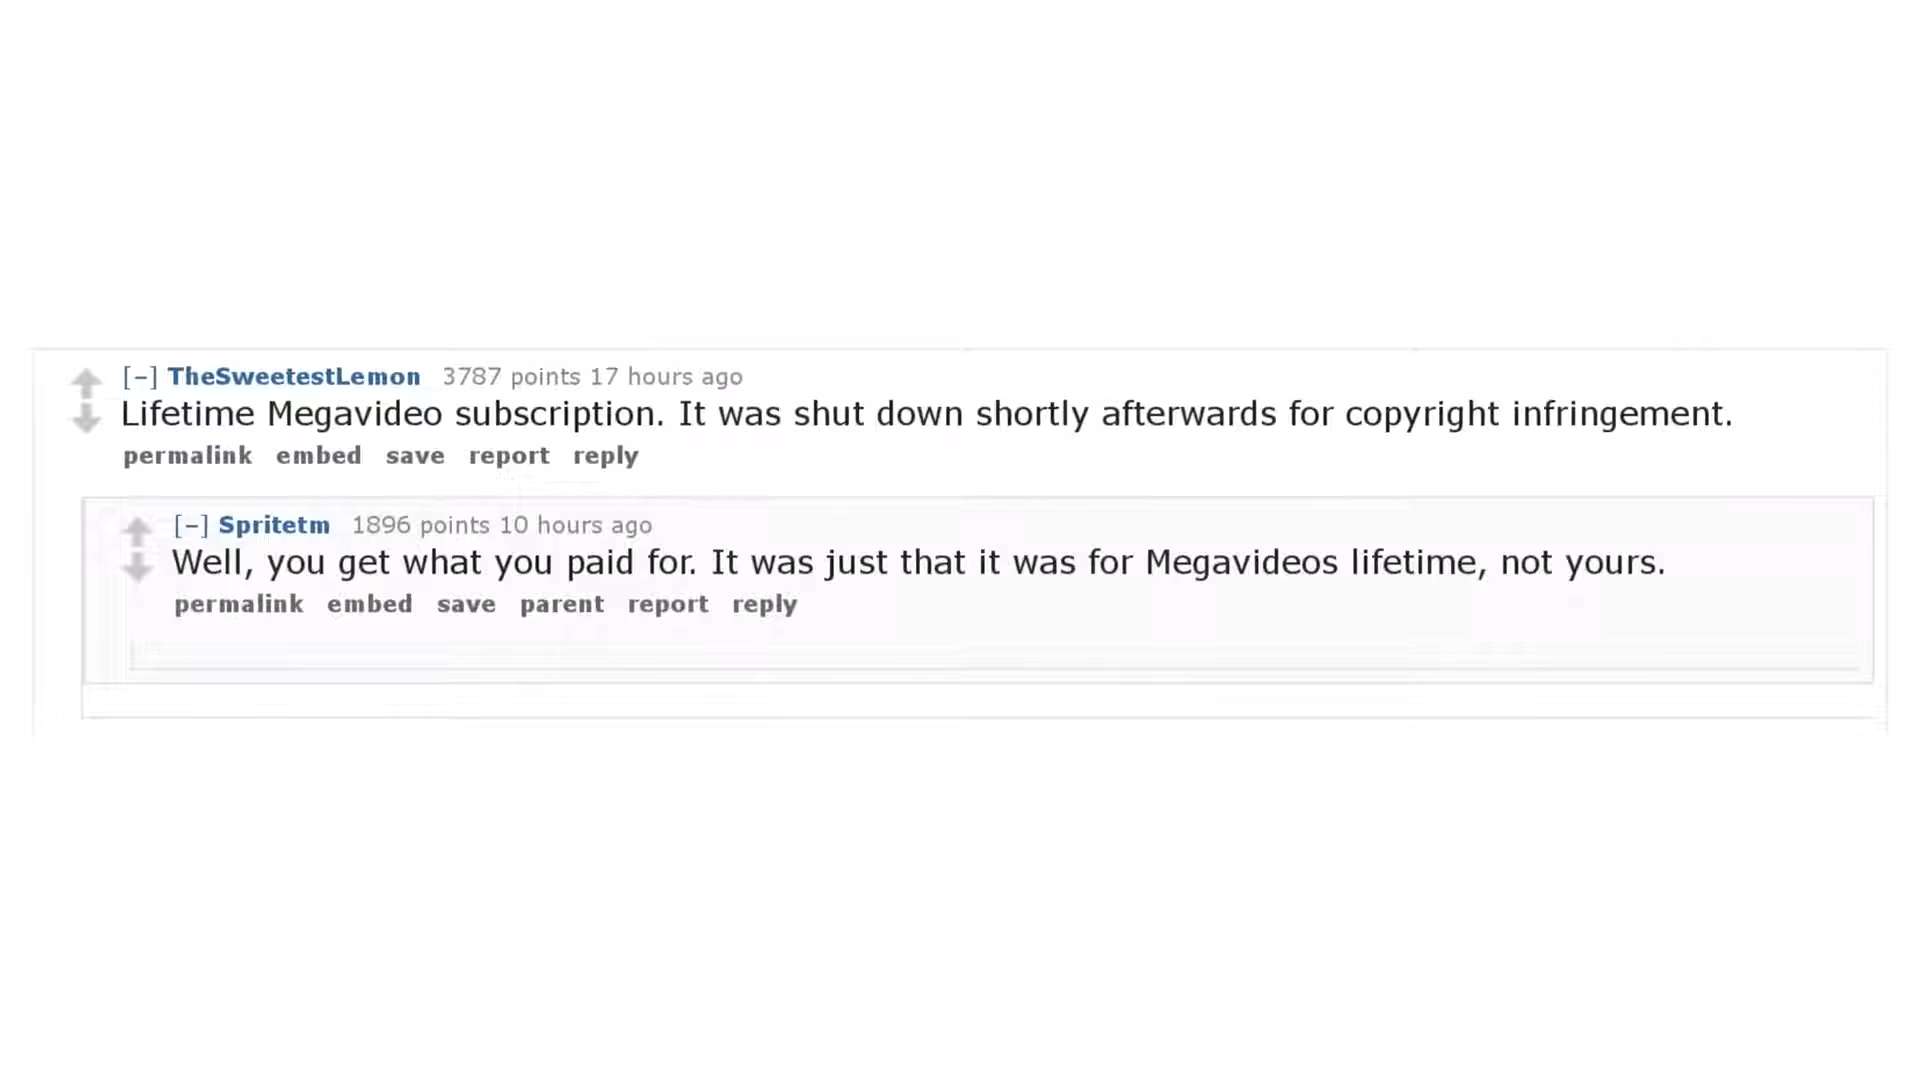 [–] TheSweetestLemon 3787 points 17 hours ago
Lifetime Megavideo subscription. It was shut down shortly afterwards for copyright infringement.
permalink embed save report reply
[–] Spritetm 1896 points 10 hours ago
Well, you get what you paid for. It was just that it was for Megavideos lifetime, not yours.
permalink embed save parent report reply